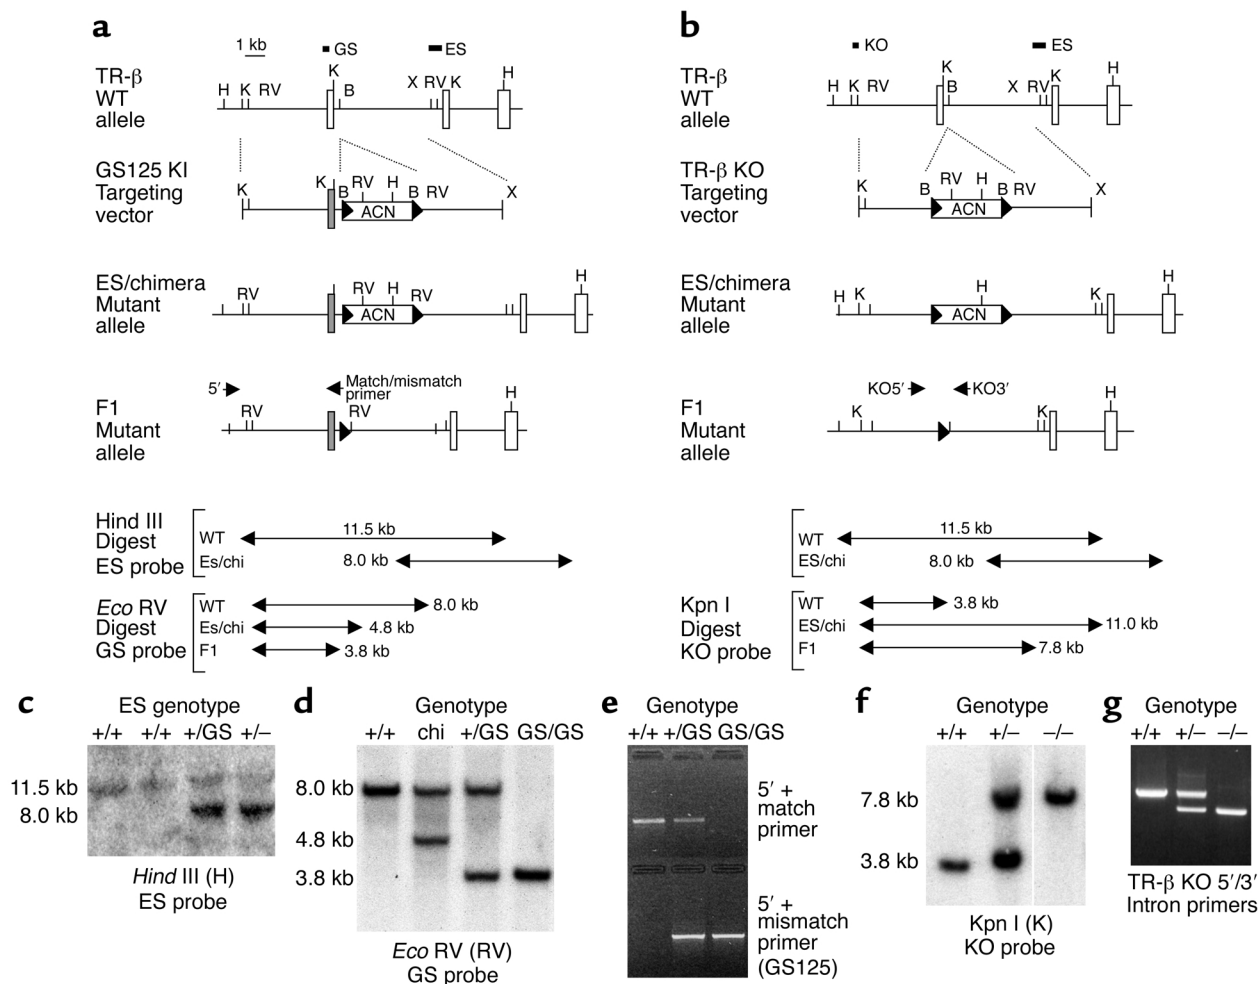 a
1 kb
GS
ES
TR-β
WT
allele
H K RV K B X RV K H
GS125 KI
Targeting
vector
K K B RV H B RV X
ACN
ES/chimera
Mutant
allele
RV RV H RV H
ACN
5′
Match/mismatch
primer
F1
Mutant
allele
RV RV H
Hind III
Digest
ES probe
WT
11.5 kb
Es/chi
8.0 kb
Eco RV
Digest
GS probe
WT
8.0 kb
Es/chi
4.8 kb
F1
3.8 kb
b
KO
ES
TR-β
WT
allele
H K RV K B X RV K H
TR-β KO
Targeting
vector
K B RV H B RV X
ACN
ES/chimera
Mutant
allele
H K H K H
ACN
KO5′
KO3′
F1
Mutant
allele
K K H
WT
11.5 kb
ES/chi
8.0 kb
Kpn I
Digest
KO probe
WT
3.8 kb
ES/chi
11.0 kb
F1
7.8 kb
c
ES genotype
+/+ +/+ +/GS +/–
11.5 kb
8.0 kb
Hind III (H)
ES probe
d
Genotype
+/+ chi +/GS GS/GS
8.0 kb
4.8 kb
3.8 kb
Eco RV (RV)
GS probe
e
Genotype
+/+ +/GS GS/GS
5′ +
match
primer
5′ +
mismatch
primer
(GS125)
f
Genotype
+/+ +/– –/–
7.8 kb
3.8 kb
Kpn I (K)
KO probe
g
Genotype
+/+ +/– –/–
TR-β KO 5′/3′
Intron primers